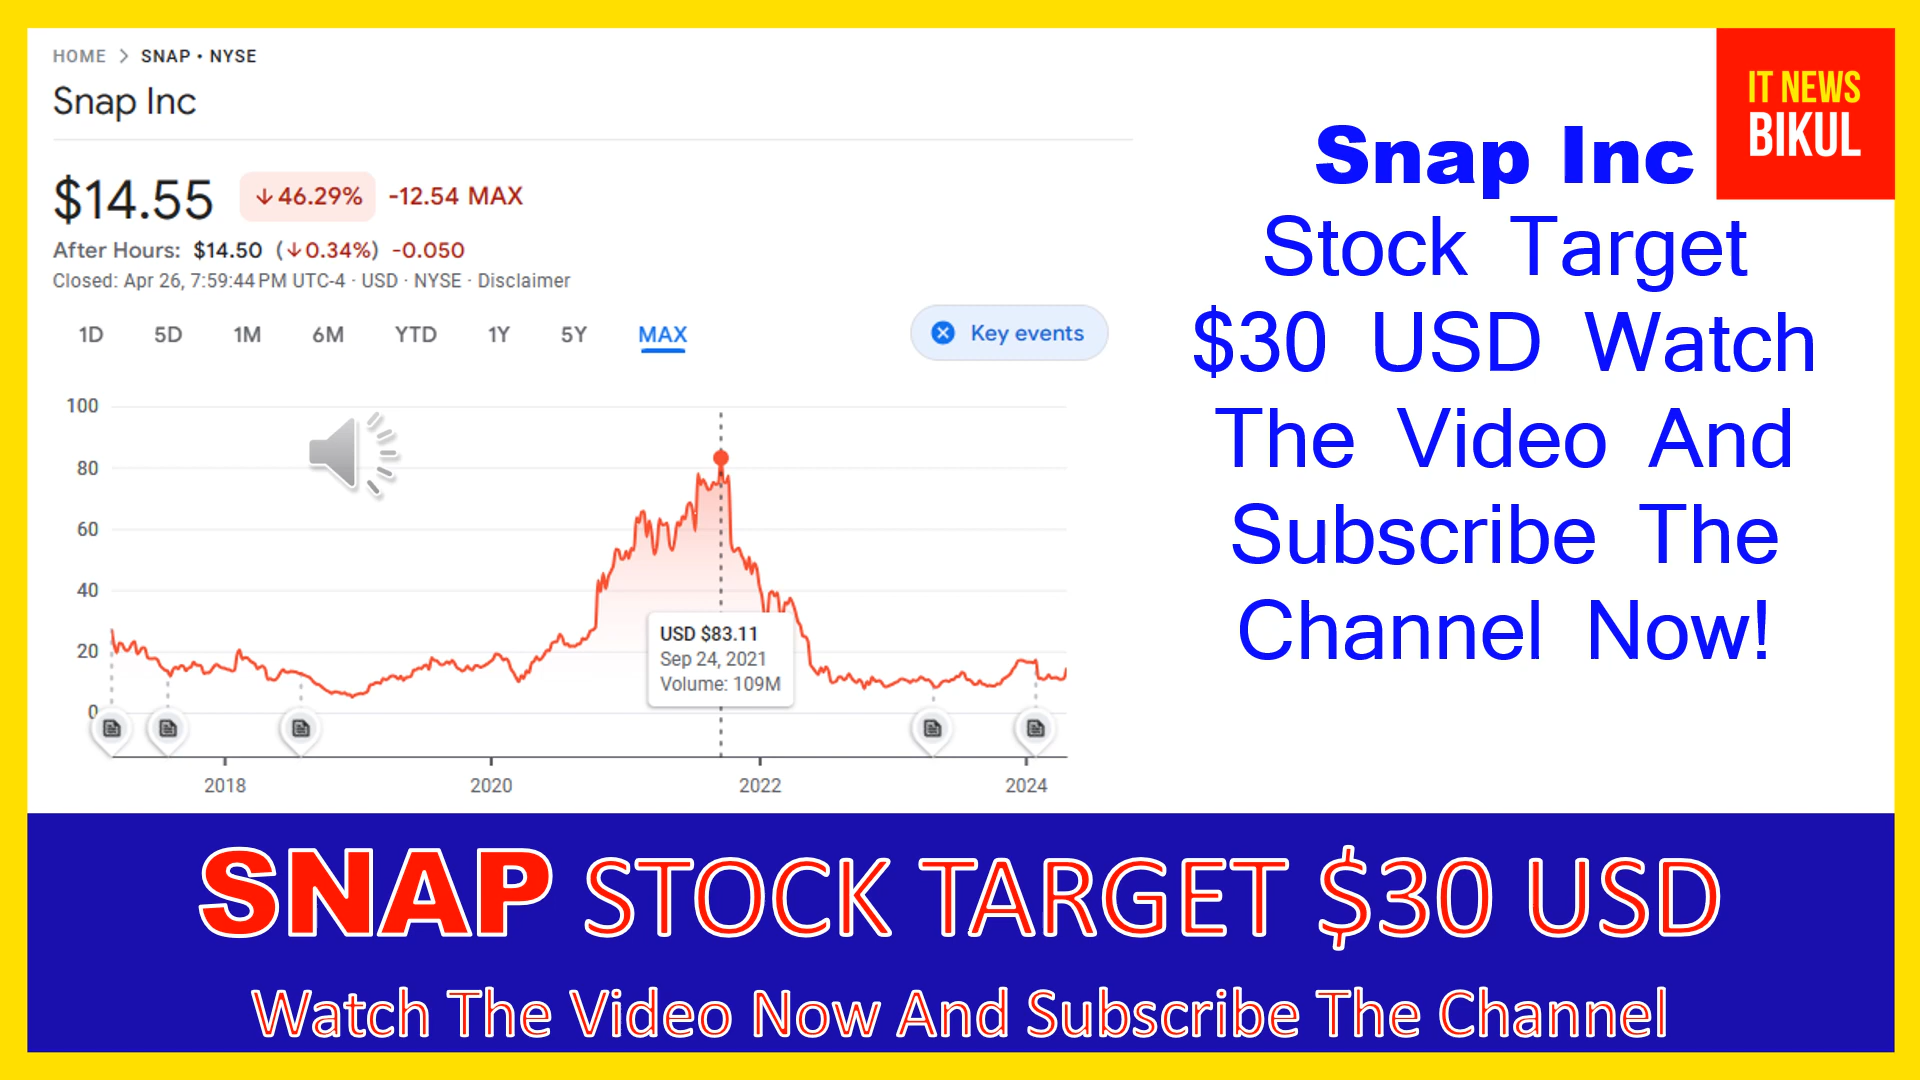 HOME > SNAP • NYSE
Snap Inc
$14.55 ↓46.29% -12.54 MAX
After Hours: $14.50 (↓0.34%) -0.050
Closed: Apr 26, 7:59:44 PM UTC-4 · USD · NYSE · Disclaimer
1D 5D 1M 6M YTD 1Y 5Y MAX
Key events
100
80
60
40
20
0
USD $83.11
Sep 24, 2021
Volume: 109M
2018 2020 2022 2024
IT NEWS
BIKUL
Snap Inc
Stock Target
$30 USD Watch
The Video And
Subscribe The
Channel Now!
SNAP STOCK TARGET $30 USD
Watch The Video Now And Subscribe The Channel